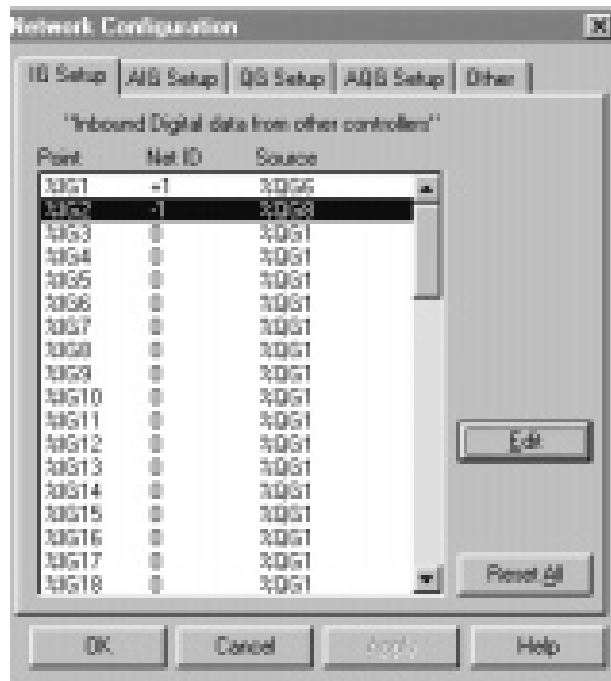 Network Configuration
IG Setup AIG Setup QG Setup AQG Setup Other
"Inbound Digital data from other controllers"
Point Net ID Source
%IG1 +1 %QG6
%IG2 -1 %QG8
%IG3 0 %QG1
%IG4 0 %QG1
%IG5 0 %QG1
%IG6 0 %QG1
%IG7 0 %QG1
%IG8 0 %QG1
%IG9 0 %QG1
%IG10 0 %QG1
%IG11 0 %QG1
%IG12 0 %QG1
%IG13 0 %QG1
%IG14 0 %QG1
%IG15 0 %QG1
%IG16 0 %QG1
%IG17 0 %QG1
%IG18 0 %QG1
Edit
Reset All
OK Cancel Apply Help